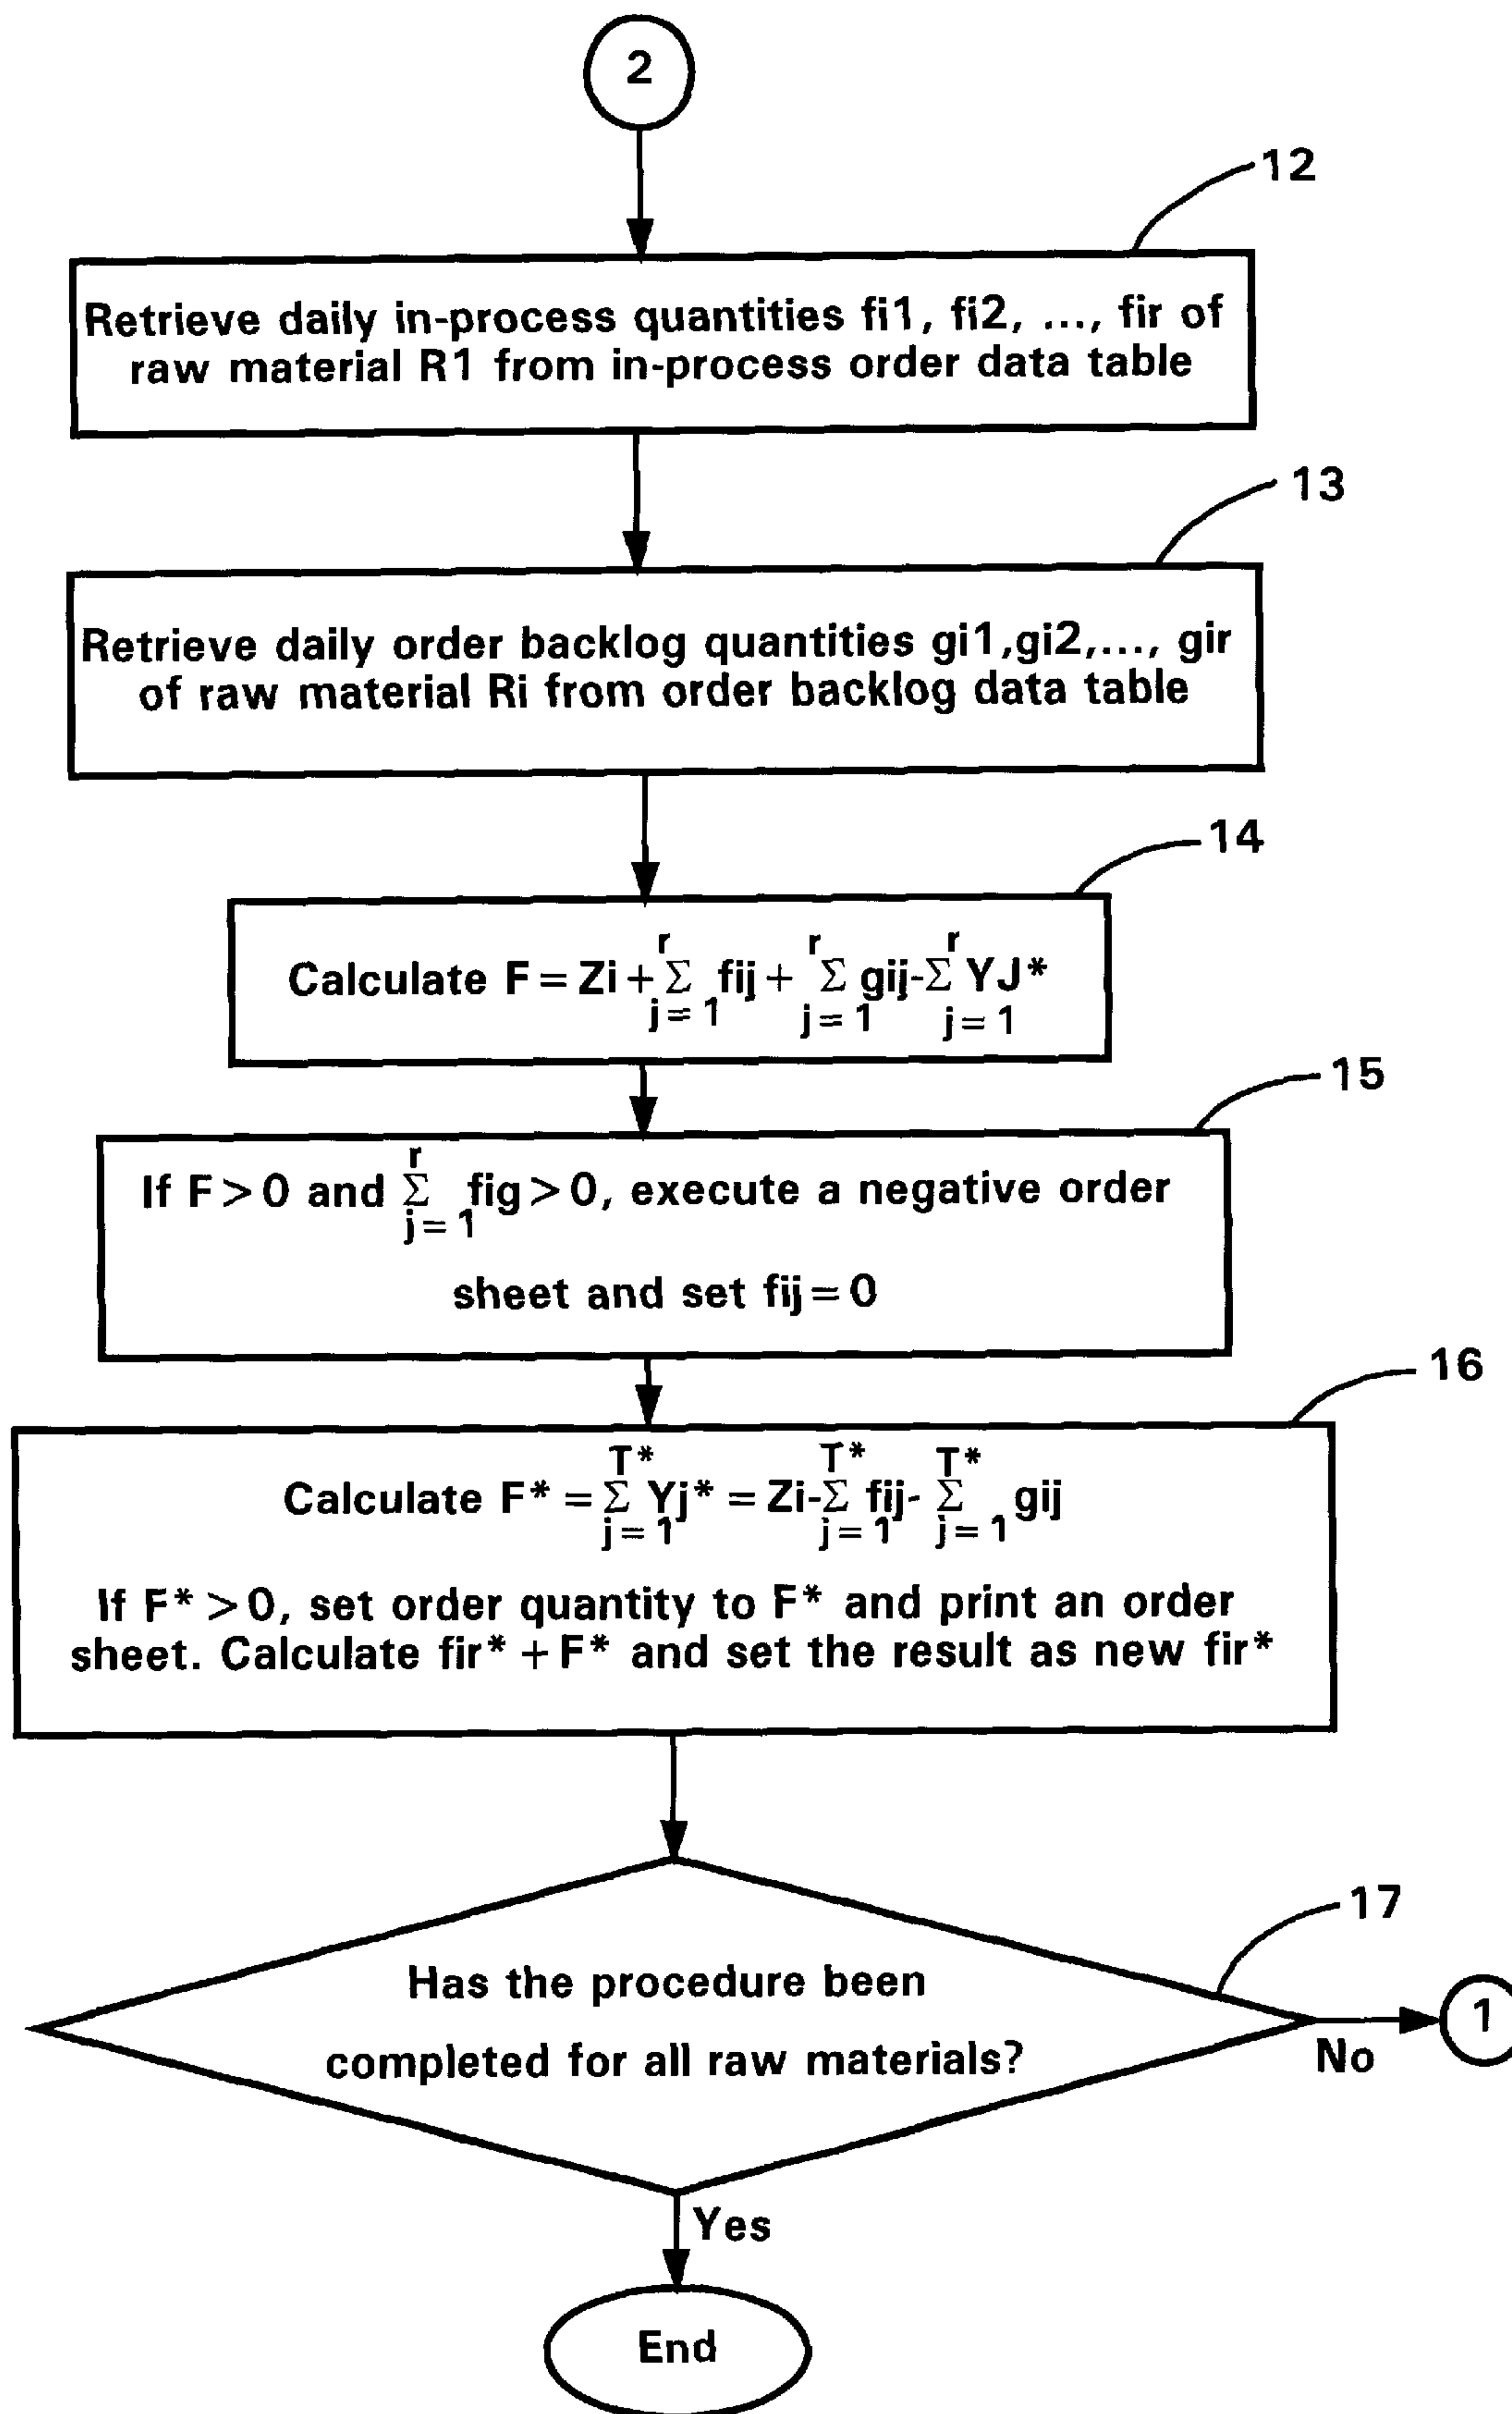 2
12
Retrieve daily in-process quantities fi1, fi2, ..., fir of
raw material R1 from in-process order data table
13
Retrieve daily order backlog quantites gi1,gi2,..., gir
of raw material Ri from order backlog data table
14
r r r
Calculate F = Zi + Σ fij + Σ gij - Σ YJ*
j = 1 j = 1 j = 1
15
r
If F > 0 and Σ fig > 0, execute a negative order
j = 1
sheet and set fij = 0
16
T* T* T*
Calculate F* = Σ Yj* = Zi - Σ fij - Σ gij
j = 1 j = 1 j = 1
If F* > 0, set order quantity to F* and print an order
sheet. Calculate fir* + F* and set the result as new fir*
17
Has the procedure been
completed for all raw materials?
1
No
Yes
End